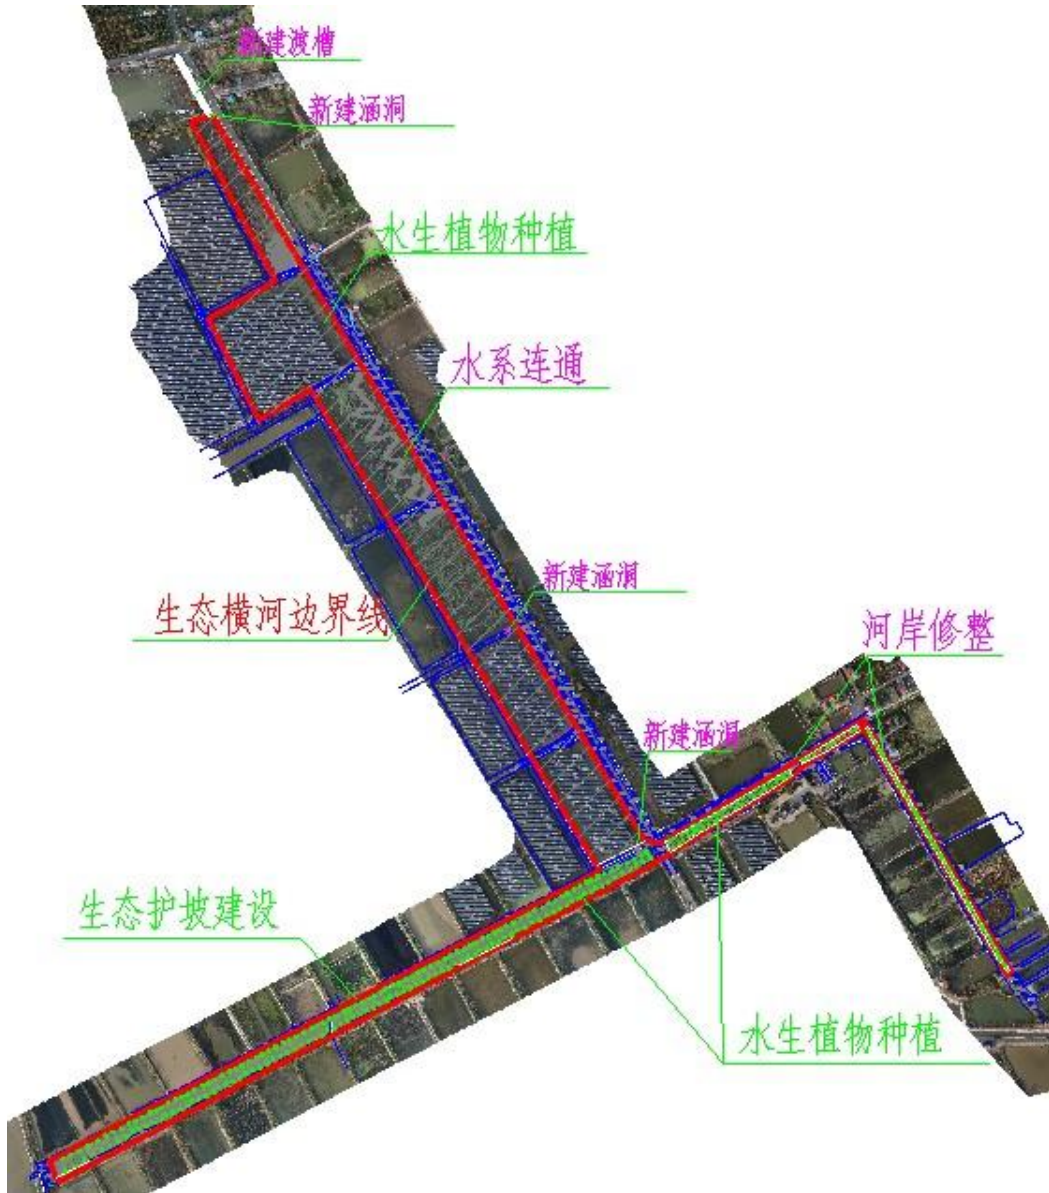 新建渡槽
新建涵洞
水生植物种植
水系连通
新建涵洞
生态横河边界线
河岸修整
新建涵洞
生态护坡建设
水生植物种植